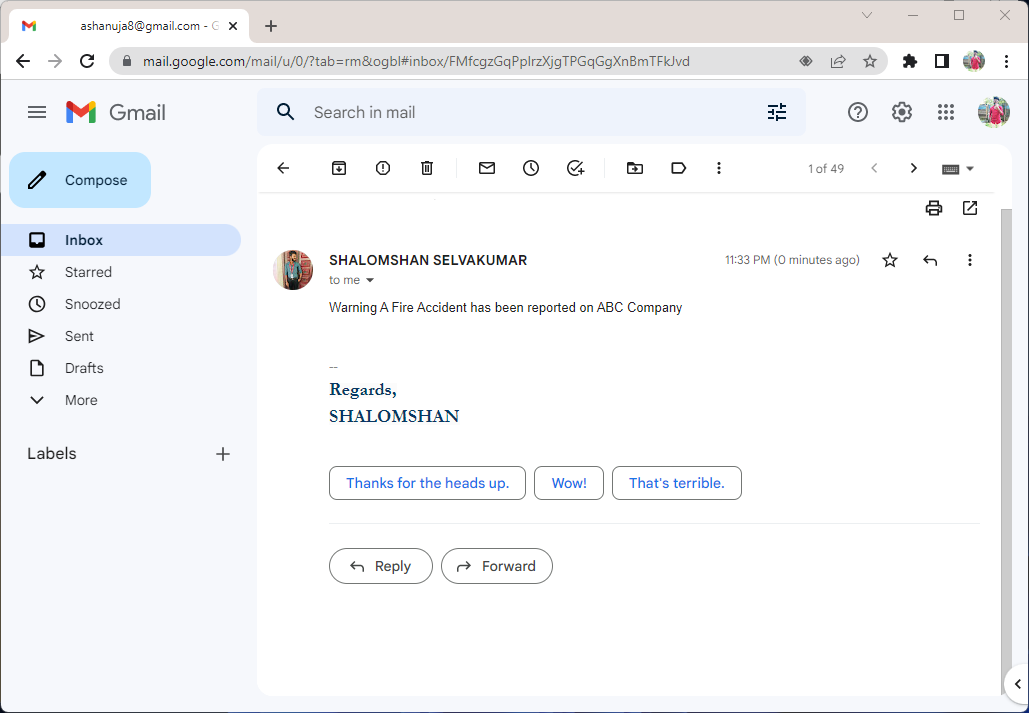 ashanuja8@gmail.com - G
mail.google.com/mail/u/0/?tab=rm&ogbl#inbox/FMfcgzGqPplrzXjgTPGqGgXnBmTFkJvd
Gmail
Search in mail
Compose
1 of 49
Inbox
Starred
Snoozed
Sent
Drafts
More
Labels
SHALOMSHAN SELVAKUMAR
11:33 PM (0 minutes ago)
to me
Warning A Fire Accident has been reported on ABC Company
--
Regards,
SHALOMSHAN
Thanks for the heads up.
Wow!
That's terrible.
Reply
Forward